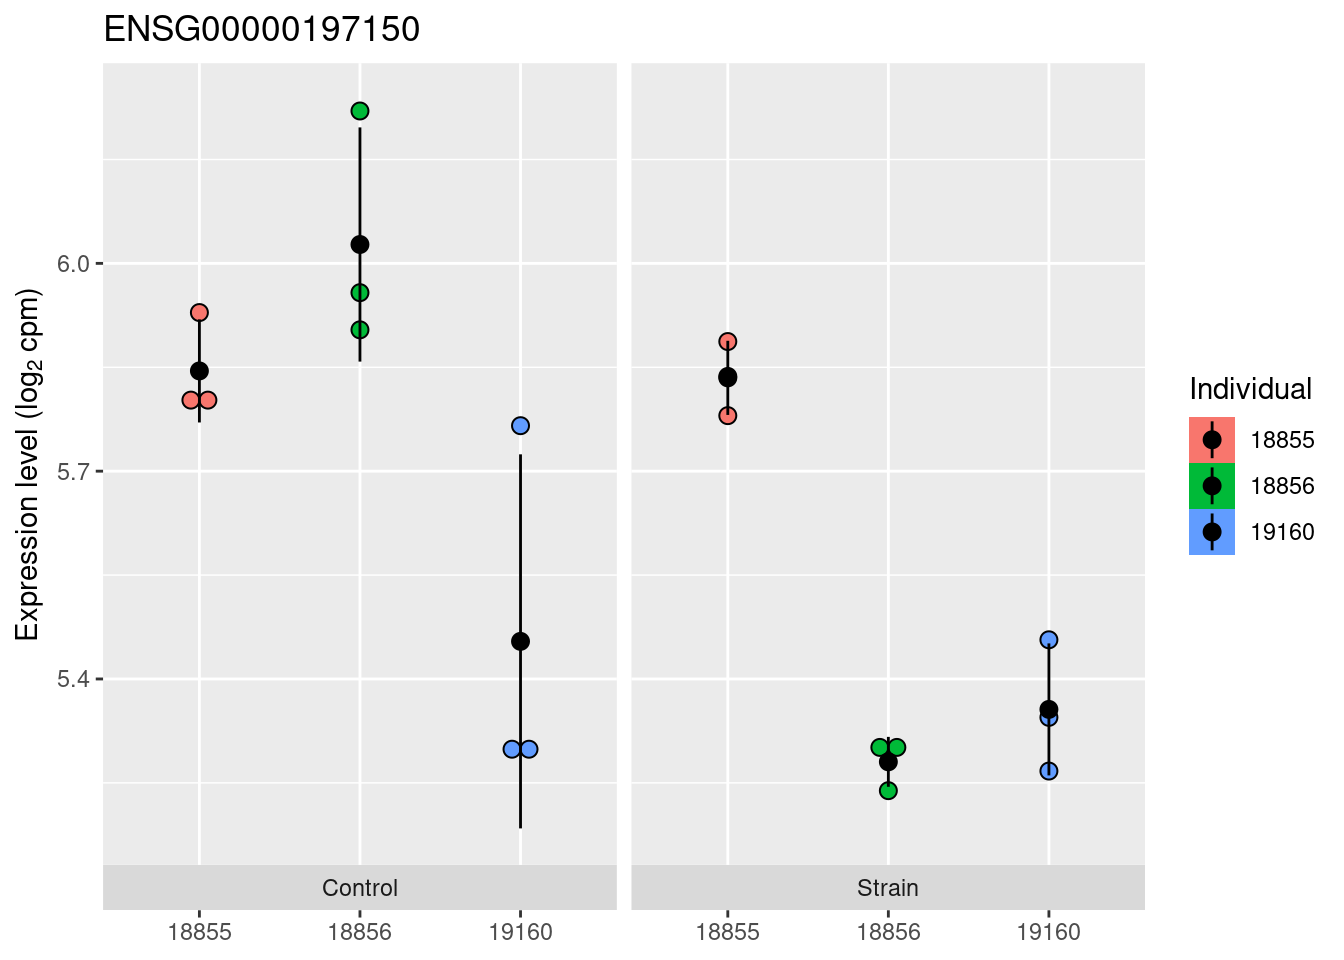 ENSG00000197150
Expression level (log₂ cpm)
6.0
5.7
5.4
Control
Strain
18855
18856
19160
18855
18856
19160
Individual
18855
18856
19160